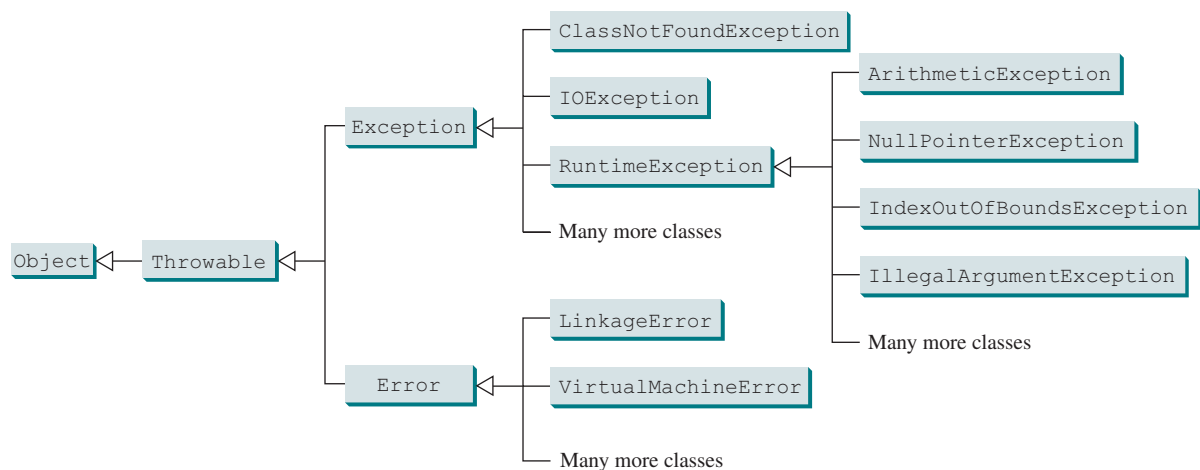 ClassNotFoundException
ArithmeticException
IOException
Exception
NullPointerException
RuntimeException
IndexOutOfBoundsException
Many more classes
Object
Throwable
IllegalArgumentException
LinkageError
Many more classes
Error
VirtualMachineError
Many more classes